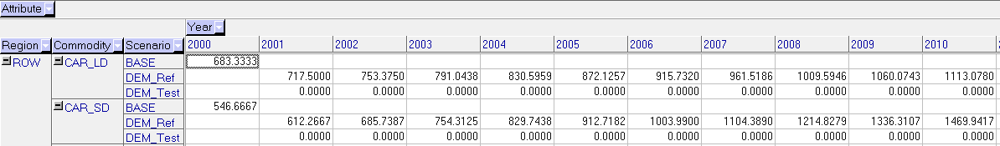 Attribute
Year
Region Commodity Scenario 2000 2001 2002 2003 2004 2005 2006 2007 2008 2009 2010
ROW CAR_LD BASE 683.3333
DEM_Ref 717.5000 753.3750 791.0438 830.5959 872.1257 915.7320 961.5186 1009.5946 1060.0743 1113.0780
DEM_Test 0.0000 0.0000 0.0000 0.0000 0.0000 0.0000 0.0000 0.0000 0.0000 0.0000
CAR_SD BASE 546.6667
DEM_Ref 612.2667 685.7387 754.3125 829.7438 912.7182 1003.9900 1104.3890 1214.8279 1336.3107 1469.9417
DEM_Test 0.0000 0.0000 0.0000 0.0000 0.0000 0.0000 0.0000 0.0000 0.0000 0.0000